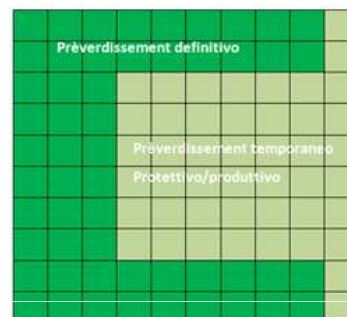 Prèverdissement definitivo
Prèverdissement temporaneo
Protettivo/produttivo